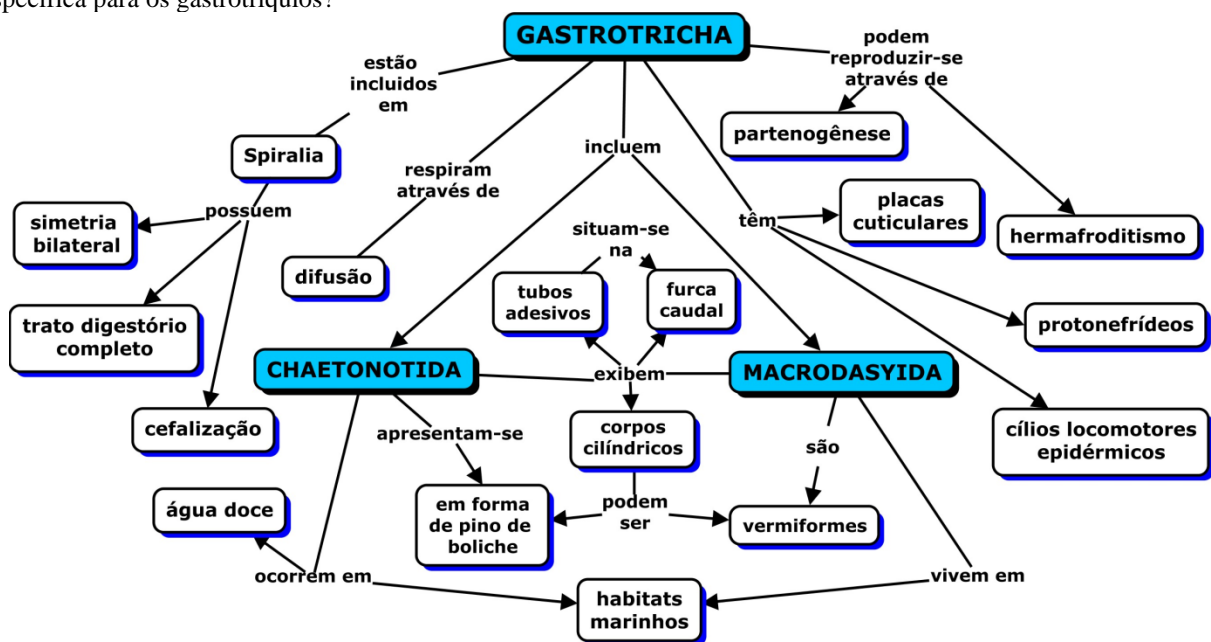 specífica para os gastrotríquios?
GASTROTRICHA
estão
incluidos
em
podem
reproduzir-se
através de
partenogênese
Spiralia
respiram
através de
incluem
possuem
simetria
bilateral
têm
placas
cuticulares
hermafroditismo
situam-se
na
difusão
tubos
adesivos
furca
caudal
trato digestório
completo
protonefrídeos
CHAETONOTIDA
exibem
MACRODASYIDA
cefalização
apresentam-se
corpos
cilíndricos
são
cílios locomotores
epidérmicos
água doce
em forma
de pino de
boliche
podem
ser
vermiformes
ocorrem em
habitats
marinhos
vivem em